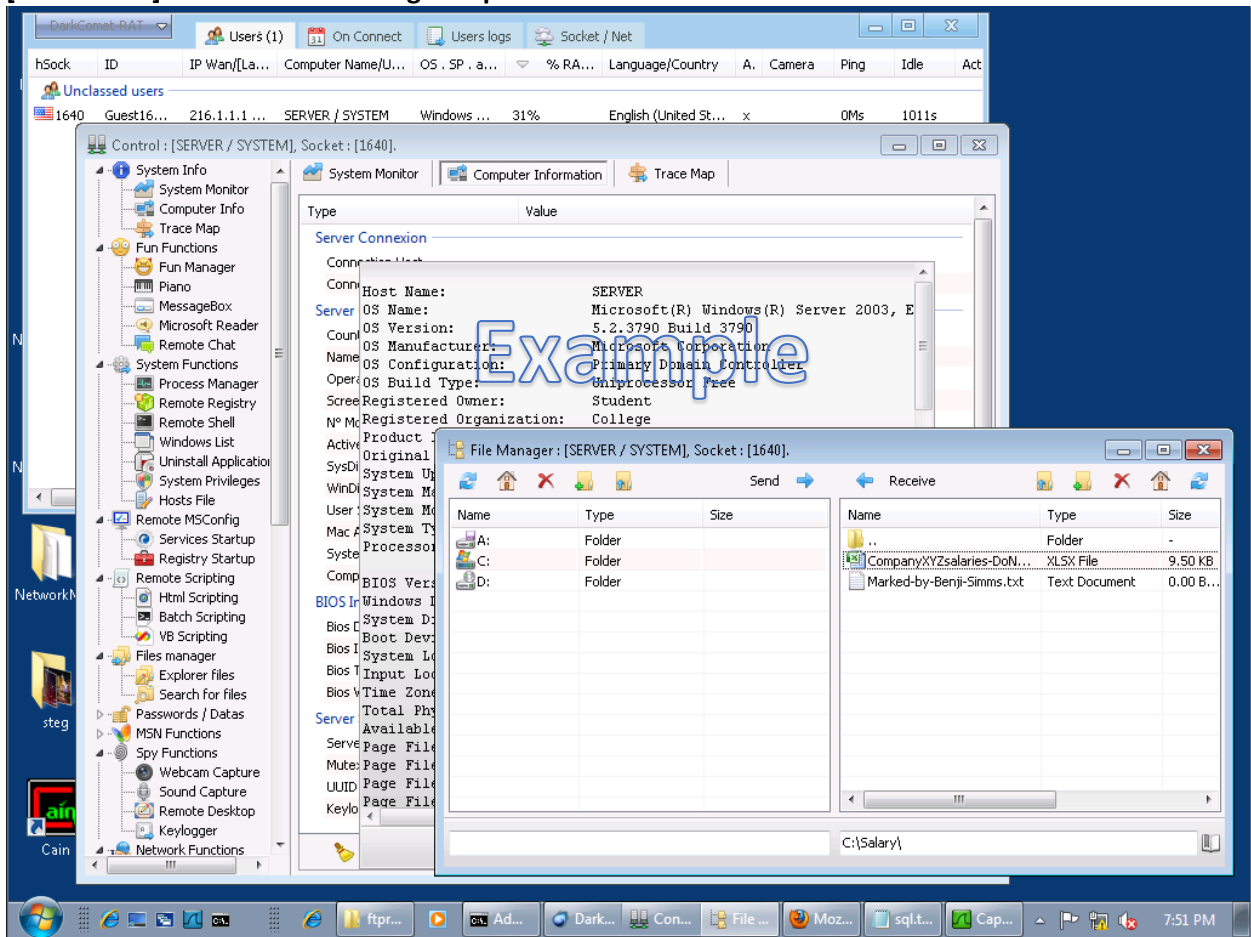 DarkComet-RAT
Users (1)
On Connect
Users logs
Socket / Net
hSock ID IP Wan/[La... Computer Name/U... OS . SP . a... % RA... Language/Country A. Camera Ping Idle Act
Unclassed users
1640 Guest16... 216.1.1.1 ... SERVER / SYSTEM Windows ... 31% English (United St... x 0Ms 1011s
Control : [SERVER / SYSTEM], Socket : [1640].
System Info
System Monitor
Computer Info
Trace Map
Fun Functions
Fun Manager
Piano
MessageBox
Microsoft Reader
Remote Chat
System Functions
Process Manager
Remote Registry
Remote Shell
Windows List
Uninstall Application
System Privileges
Hosts File
Remote MSConfig
Services Startup
Registry Startup
Remote Scripting
Html Scripting
Batch Scripting
VB Scripting
Files manager
Explorer files
Search for files
Passwords / Datas
MSN Functions
Spy Functions
Webcam Capture
Sound Capture
Remote Desktop
Keylogger
Network Functions
System Monitor Computer Information Trace Map
Type Value
Server Connexion
Server
Host Name: SERVER
OS Name: Microsoft(R) Windows(R) Server 2003, E
OS Version: 5.2.3790 Build 3790
OS Manufacturer: Microsoft Corporation
OS Configuration: Primary Domain Controller
OS Build Type: Uniprocessor Free
Registered Owner: Student
Registered Organization: College
Product
Original
System
System
System
System
Processor
BIOS
Windows
System
Boot
System
Input
Time Zone
Total
Available
Page File
Page File
Page File
Page File
Example
File Manager : [SERVER / SYSTEM], Socket : [1640].
Send Receive
Name Type Size
A: Folder
C: Folder
D: Folder
Name Type Size
.. Folder -
CompanyXYZsalaries-DoN... XLSX File 9.50 KB
Marked-by-Benji-Simms.txt Text Document 0.00 B...
C:\Salary\
steg
Cain
ftpr... Ad... Dark... Con... File ... Moz... sql.t... Cap... 7:51 PM